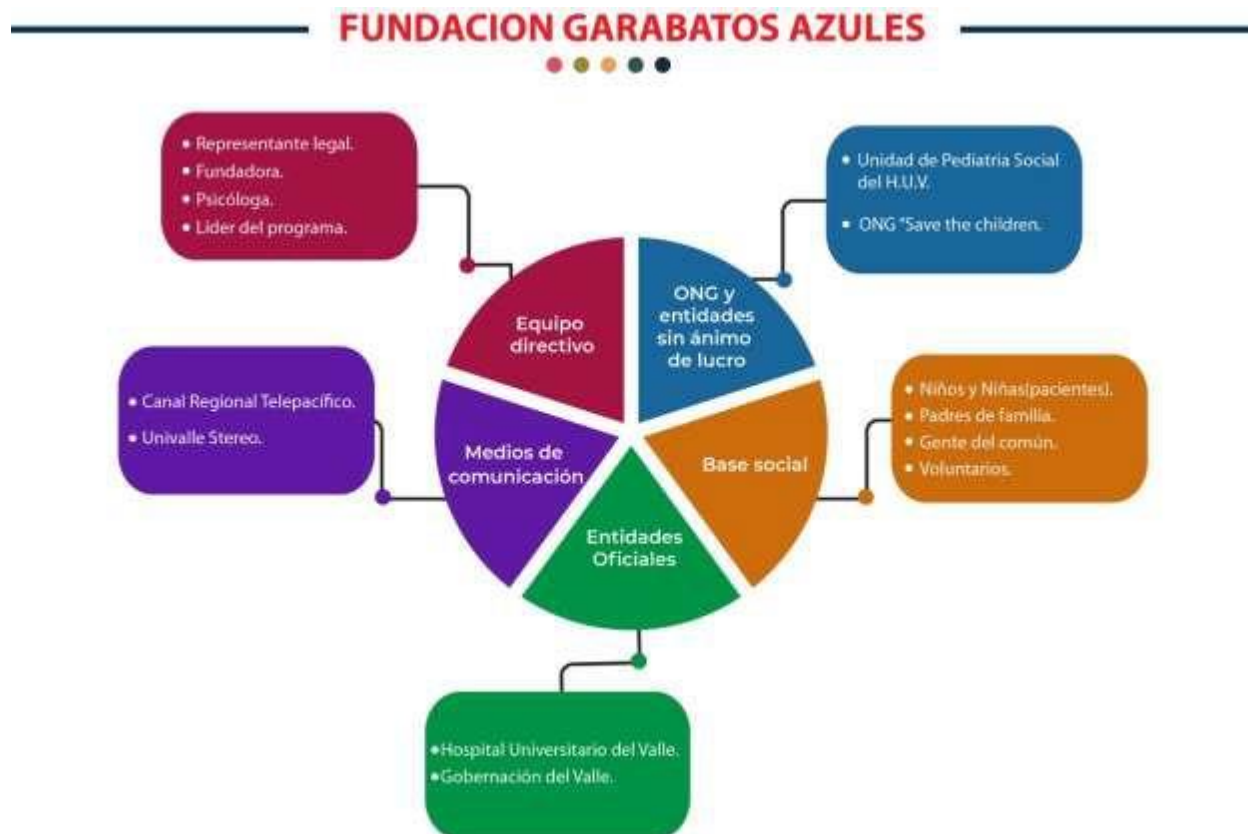 FUNDACION GARABATOS AZULES
• Representante legal.
• Fundadora.
• Psicóloga.
• Lider del programa.
• Unidad de Pediatria Social
del H.U.V.
• ONG "Save the children.
Equipo
directivo
ONG y
entidades
sin ánimo
de lucro
• Canal Regional Telepacífico.
• Univalle Stereo.
Medios de
comunicación
Base social
• Niños y Niñas(pacientes).
• Padres de familia.
• Gente del común.
• Voluntarios.
Entidades
Oficiales
•Hospital Universitario del Valle.
•Gobernación del Valle.